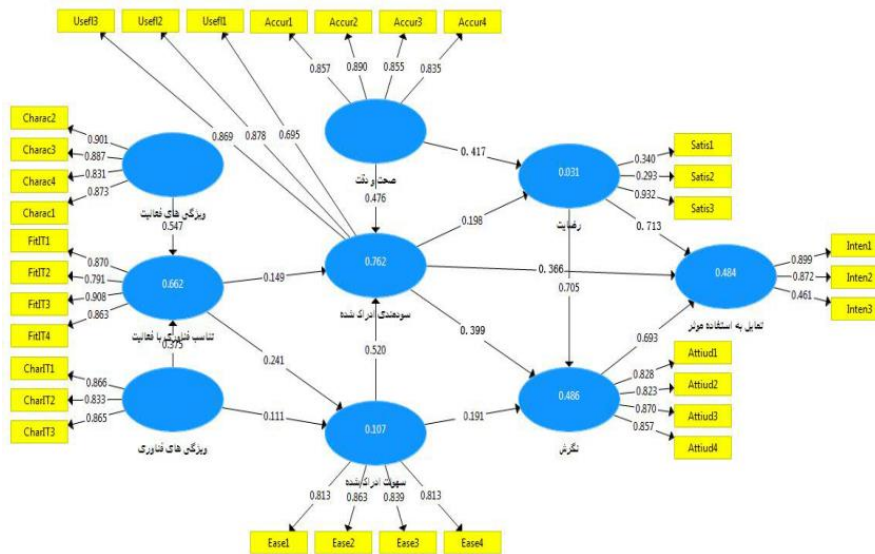 Usefl3
Usefl2
Usefl1
Accur1
Accur2
Accur3
Accur4
0.857
0.890
0.855
0.835
0.869
0.878
0.695
Charac2
Charac3
Charac4
Charac1
0.901
0.887
0.831
0.873
ویژگی های فعالیت
0.547
صحت و دقت
0.476
0.417
0.031
رضایت
Satis1
Satis2
Satis3
0.340
0.293
0.932
0.198
0.713
FitIT1
FitIT2
FitIT3
FitIT4
0.870
0.791
0.908
0.863
0.662
تناسب فناوری با فعالیت
0.375
0.149
0.762
سودمندی ادراک شده
0.366
0.705
0.484
تمایل به استفاده موثر
Inten1
Inten2
Inten3
0.899
0.872
0.461
0.241
0.520
0.399
0.693
CharIT1
CharIT2
CharIT3
0.866
0.833
0.865
ویژگی های فناوری
0.111
0.107
سهولت ادراک شده
0.191
0.486
نگرش
Attiud1
Attiud2
Attiud3
Attiud4
0.828
0.823
0.870
0.857
0.813
0.863
0.839
0.813
Ease1
Ease2
Ease3
Ease4